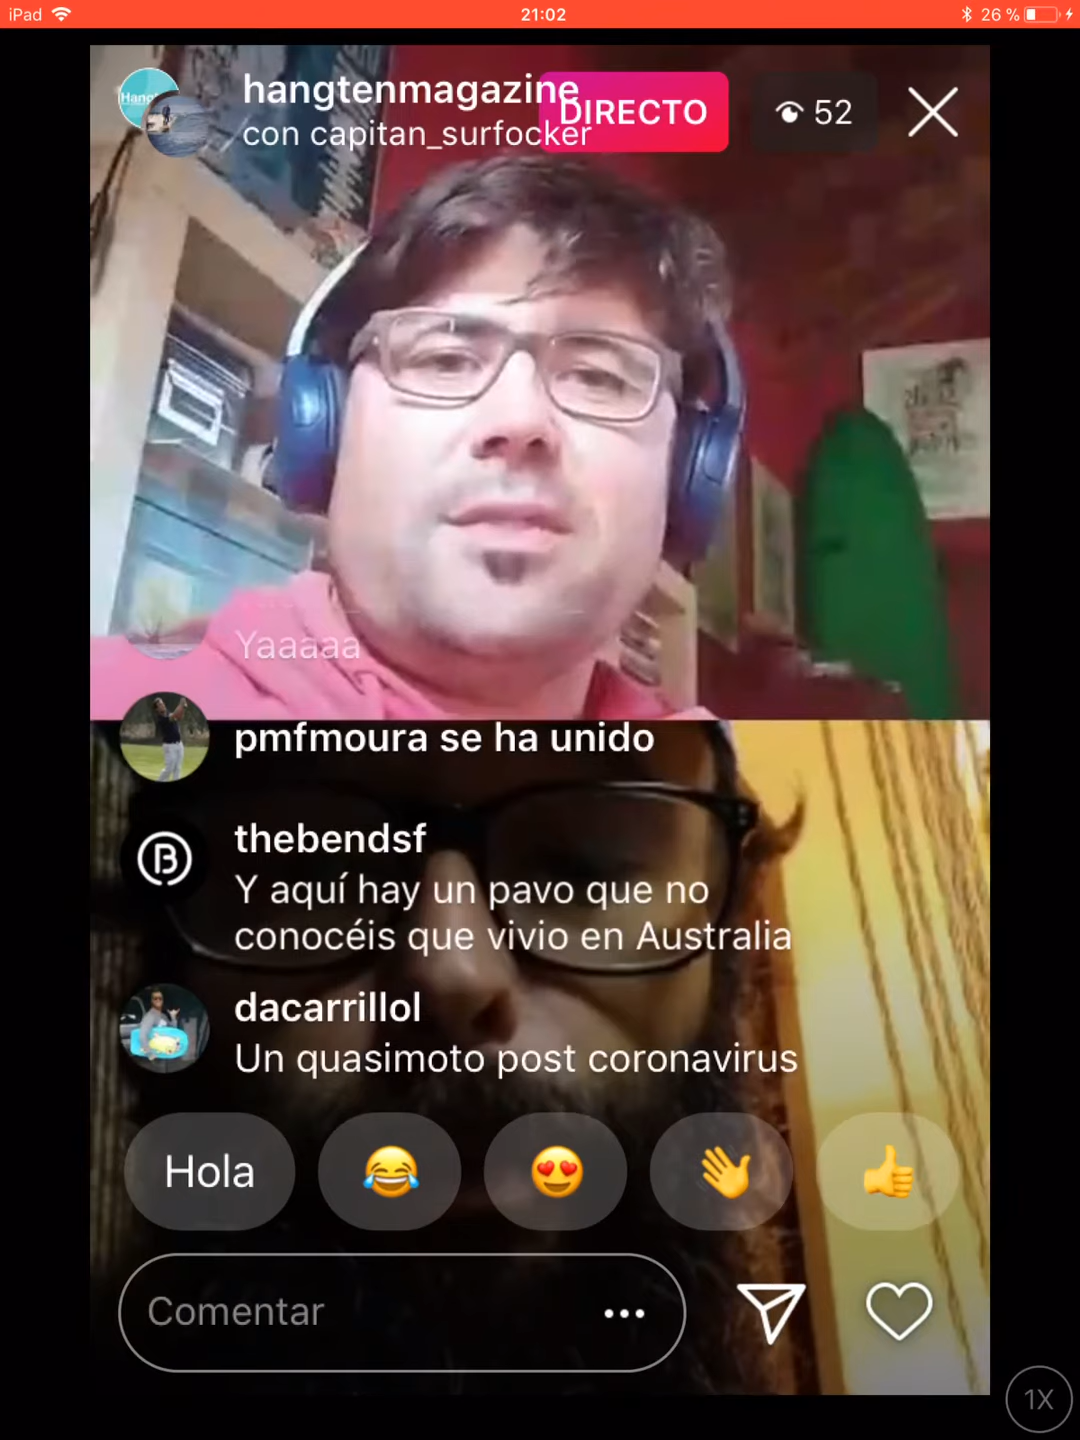 iPad
21:02
26 %
Hang
hangtenmagazine
DIRECTO
52
con capitan_surfocker
Yaaaaa
pmfmoura se ha unido
thebendsf
Y aquí hay un pavo que no
conocéis que vivio en Australia
dacarrillol
Un quasimoto post coronavirus
Hola
Comentar
1X